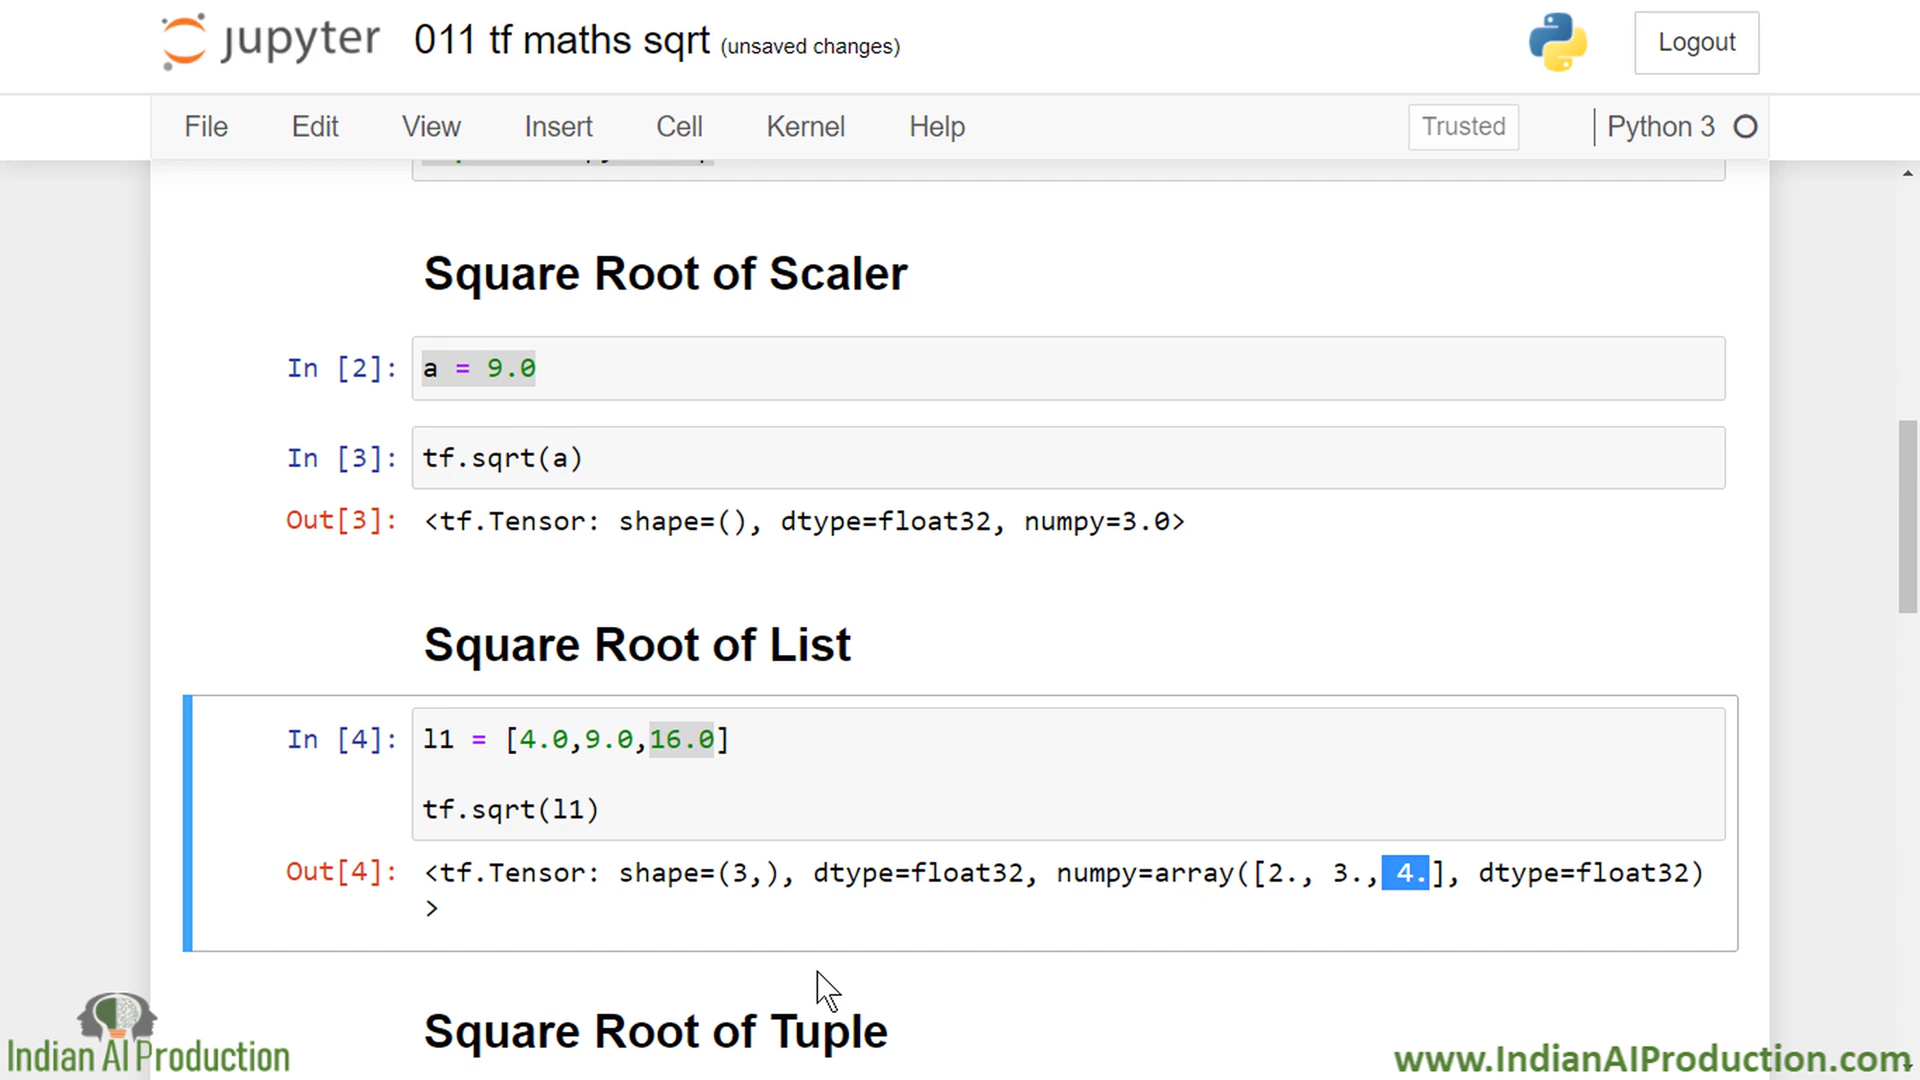 jupyter 011 tf maths sqrt (unsaved changes)
Logout
File Edit View Insert Cell Kernel Help Trusted Python 3
Square Root of Scaler
In [2]: a = 9.0
In [3]: tf.sqrt(a)
Out[3]: <tf.Tensor: shape=(), dtype=float32, numpy=3.0>
Square Root of List
In [4]: l1 = [4.0,9.0,16.0]
tf.sqrt(l1)
Out[4]: <tf.Tensor: shape=(3,), dtype=float32, numpy=array([2., 3., 4.], dtype=float32)
>
Square Root of Tuple
Indian AI Production
www.IndianAIProduction.com